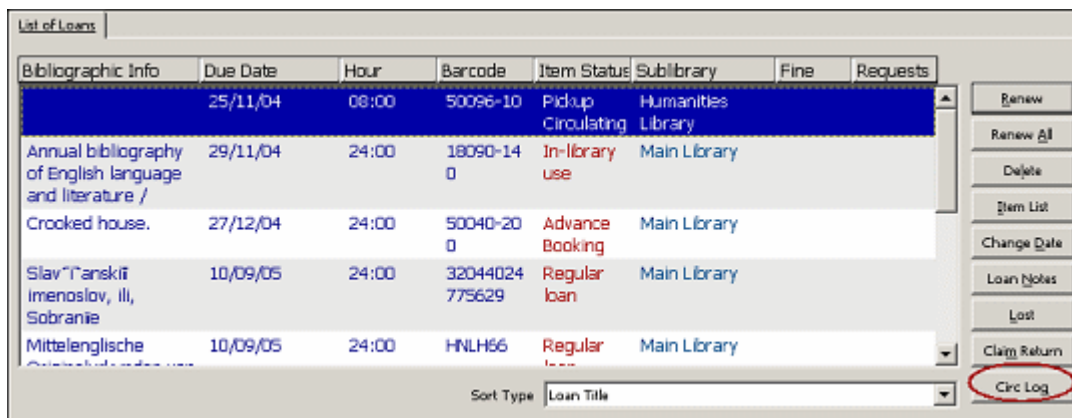 List of Loans
Bibliographic Info Due Date Hour Barcode Item Status Sublibrary Fine Requests
25/11/04 08:00 50096-10 Pickup Humanities
Circulating Library
Annual bibliography 29/11/04 24:00 18090-14 In-library Main Library
of English language 0 use
and literature /
Crooked house. 27/12/04 24:00 50040-20 Advance Main Library
0 Booking
10/09/05 24:00 32044024 Regular Main Library
imenoslov, ili, 775629 loan
Mittelenglische 10/09/05 24:00 HNLH66 Regular Main Library
Sort Type Loan Title
Renew
Renew All
Delete
Item List
Change Date
Loan Notes
Lost
Claim Return
Circ Log